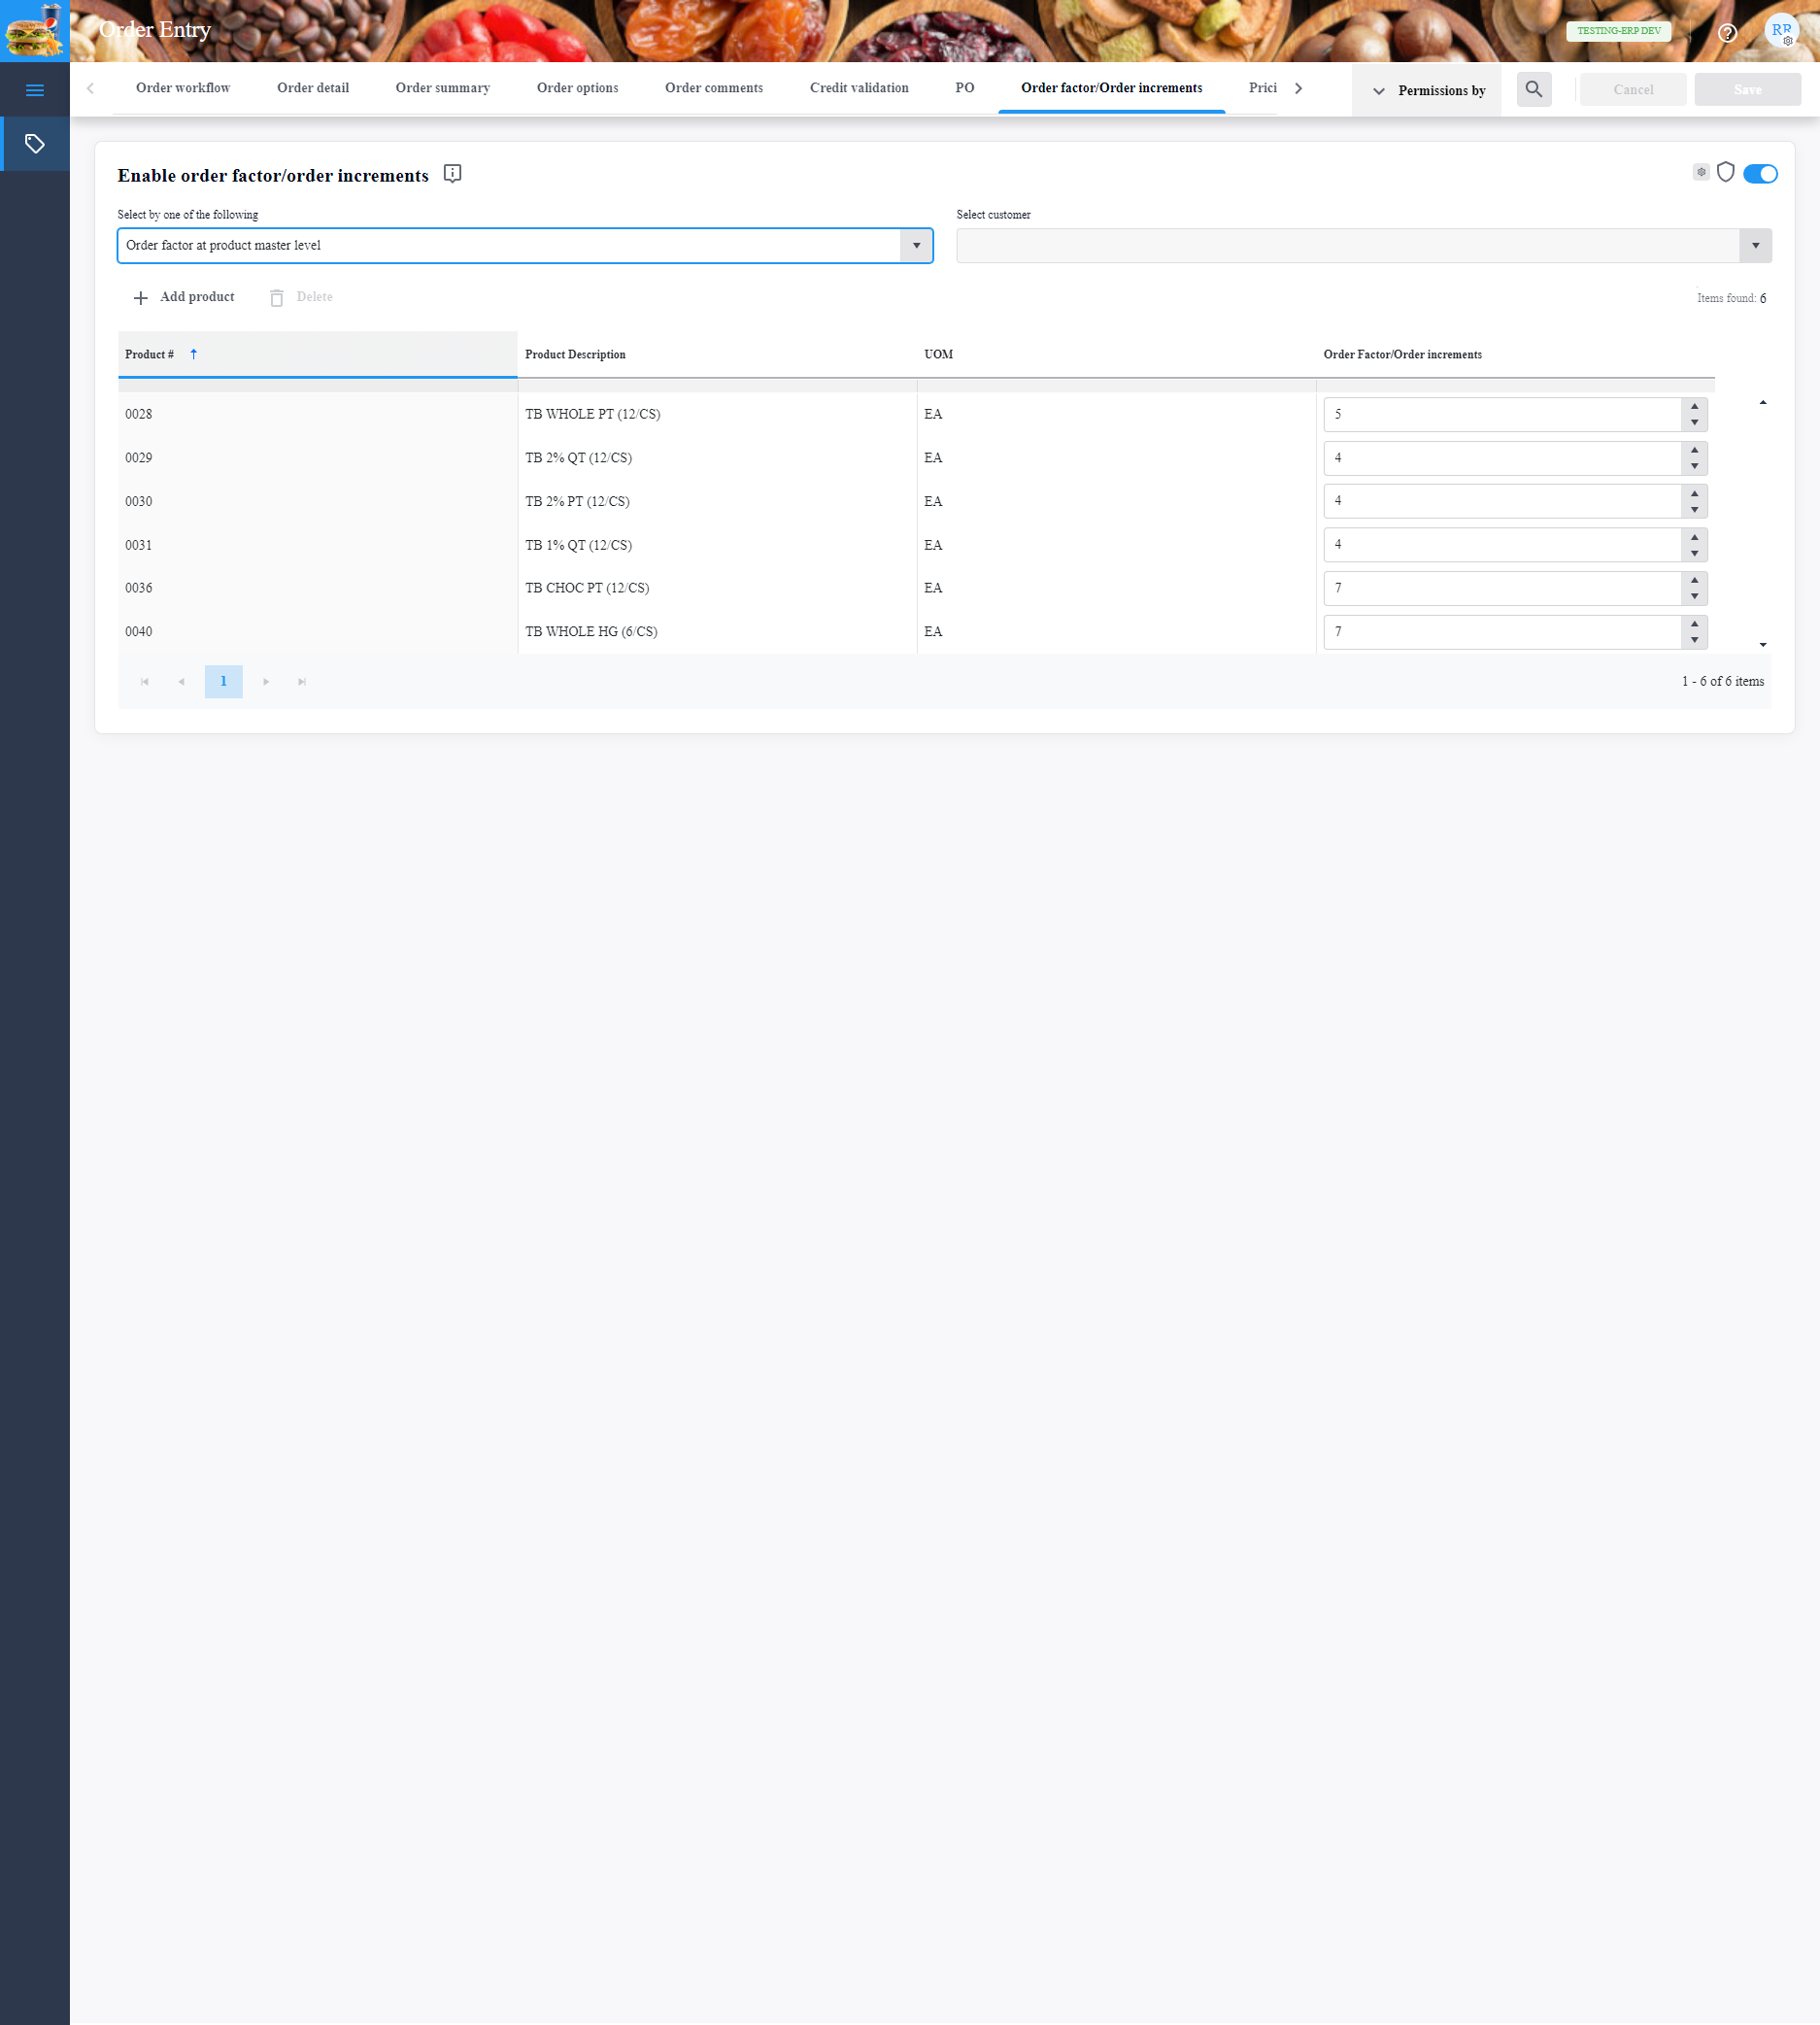 Order Entry
TESTING-ERP DEV
RR
Order workflow
Order detail
Order summary
Order options
Order comments
Credit validation
PO
Order factor/Order increments
Prici
Permissions by
Cancel
Save
Enable order factor/order increments
Select by one of the following
Select customer
Order factor at product master level
Add product
Delete
Items found: 6
Product # Product Description UOM Order Factor/Order increments
0028 TB WHOLE PT (12/CS) EA 5
0029 TB 2% QT (12/CS) EA 4
0030 TB 2% PT (12/CS) EA 4
0031 TB 1% QT (12/CS) EA 4
0036 TB CHOC PT (12/CS) EA 7
0040 TB WHOLE HG (6/CS) EA 7
1
1 - 6 of 6 items